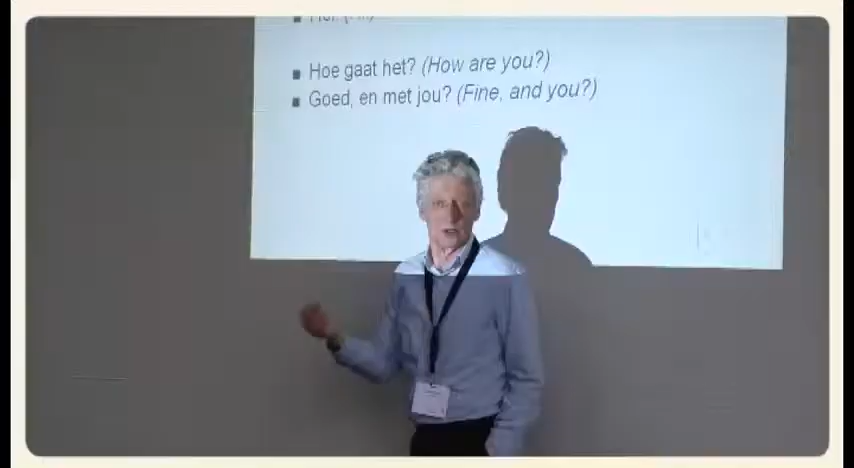 Hoe gaat het? (How are you?)
Goed, en met jou? (Fine, and you?)